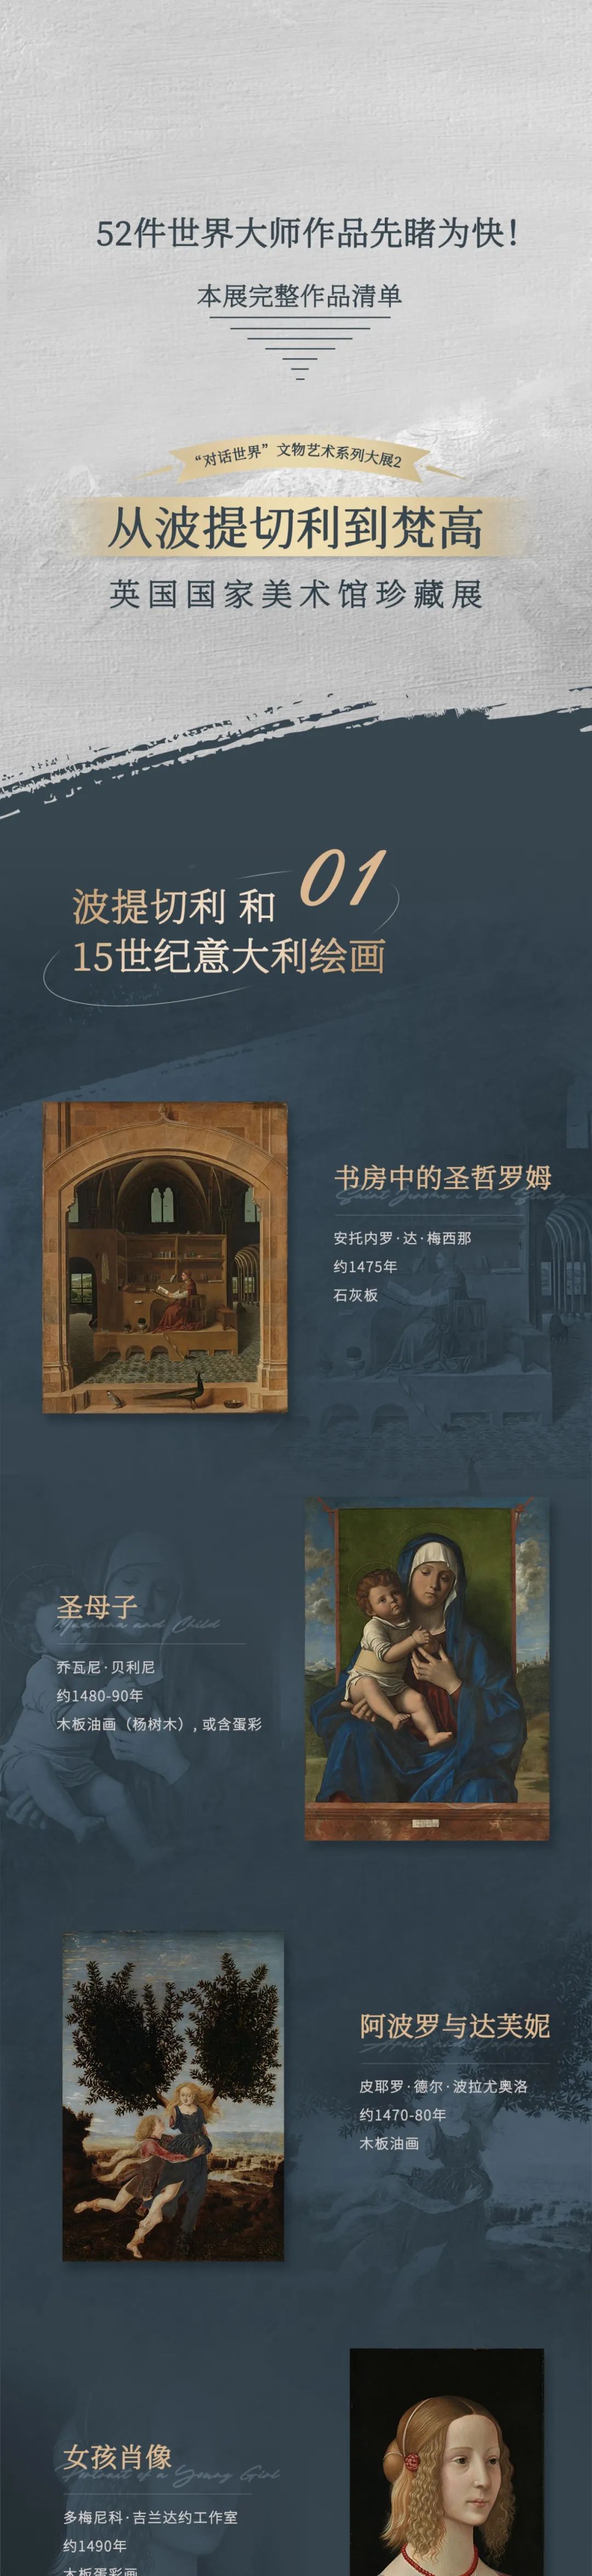 52件世界大师作品先睹为快！
本展完整作品清单
“对话世界”文物艺术系列大展2
从波提切利到梵高
英国国家美术馆珍藏展
01
波提切利 和
15世纪意大利绘画
书房中的圣哲罗姆
Saint Jerome in the Study
安托内罗·达·梅西那
约1475年
石灰板
圣母子
Madonna and Child
乔瓦尼·贝利尼
约1480-90年
木板油画（杨树木）, 或含蛋彩
阿波罗与达芙妮
Apollo and Daphne
皮耶罗·德尔·波拉尤奥洛
约1470-80年
木板油画
女孩肖像
Portrait of a Young Girl
多梅尼科·吉兰达约工作室
约1490年
木板蛋彩画